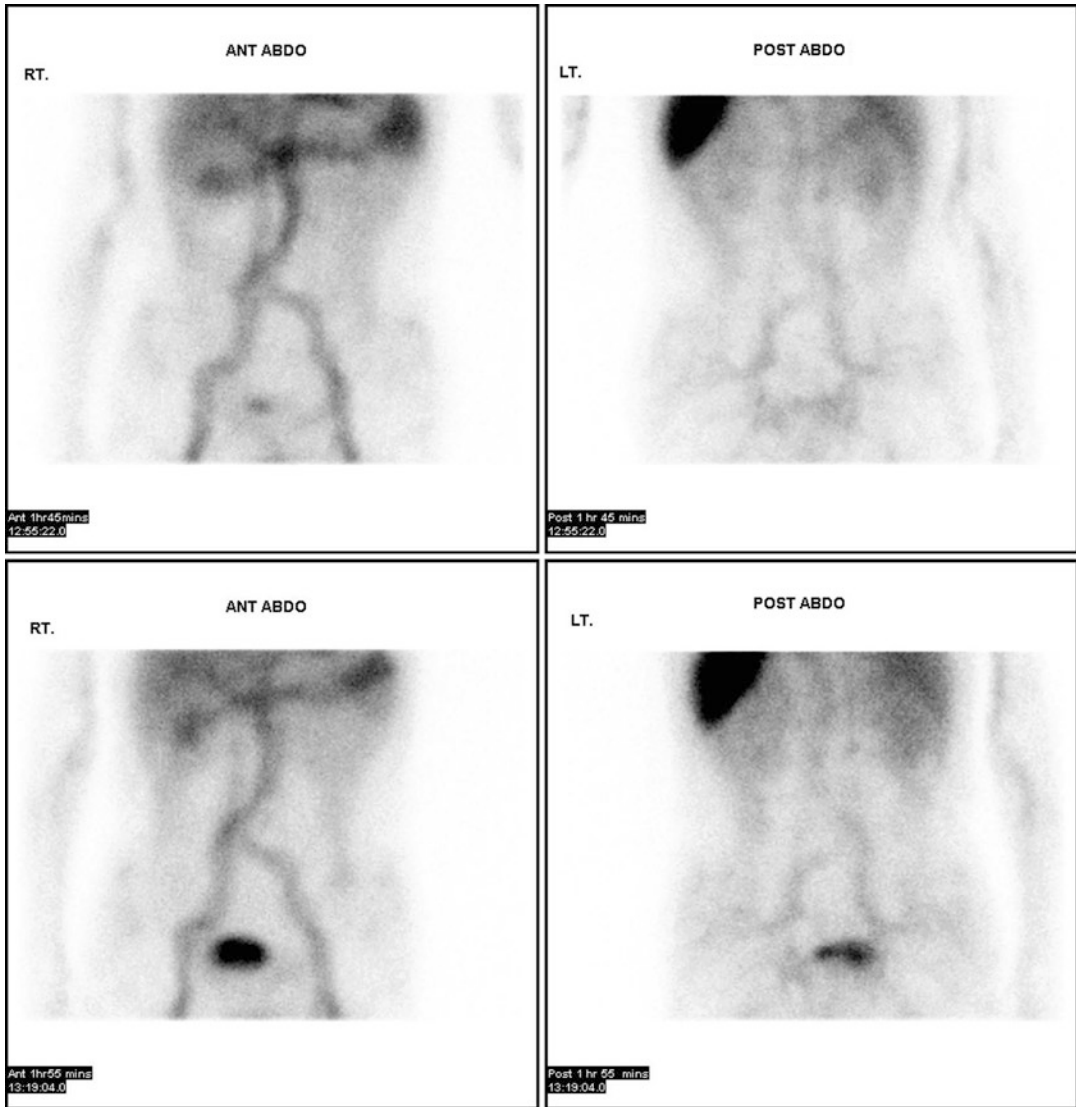 ANT ABDO
RT.
Ant 1hr45mins
12:55:22.0
POST ABDO
LT.
Post 1 hr 45 mins
12:55:22.0
ANT ABDO
RT.
Ant 1hr55 mins
13:19:04.0
POST ABDO
LT.
Post 1 hr 55 mins
13:19:04.0